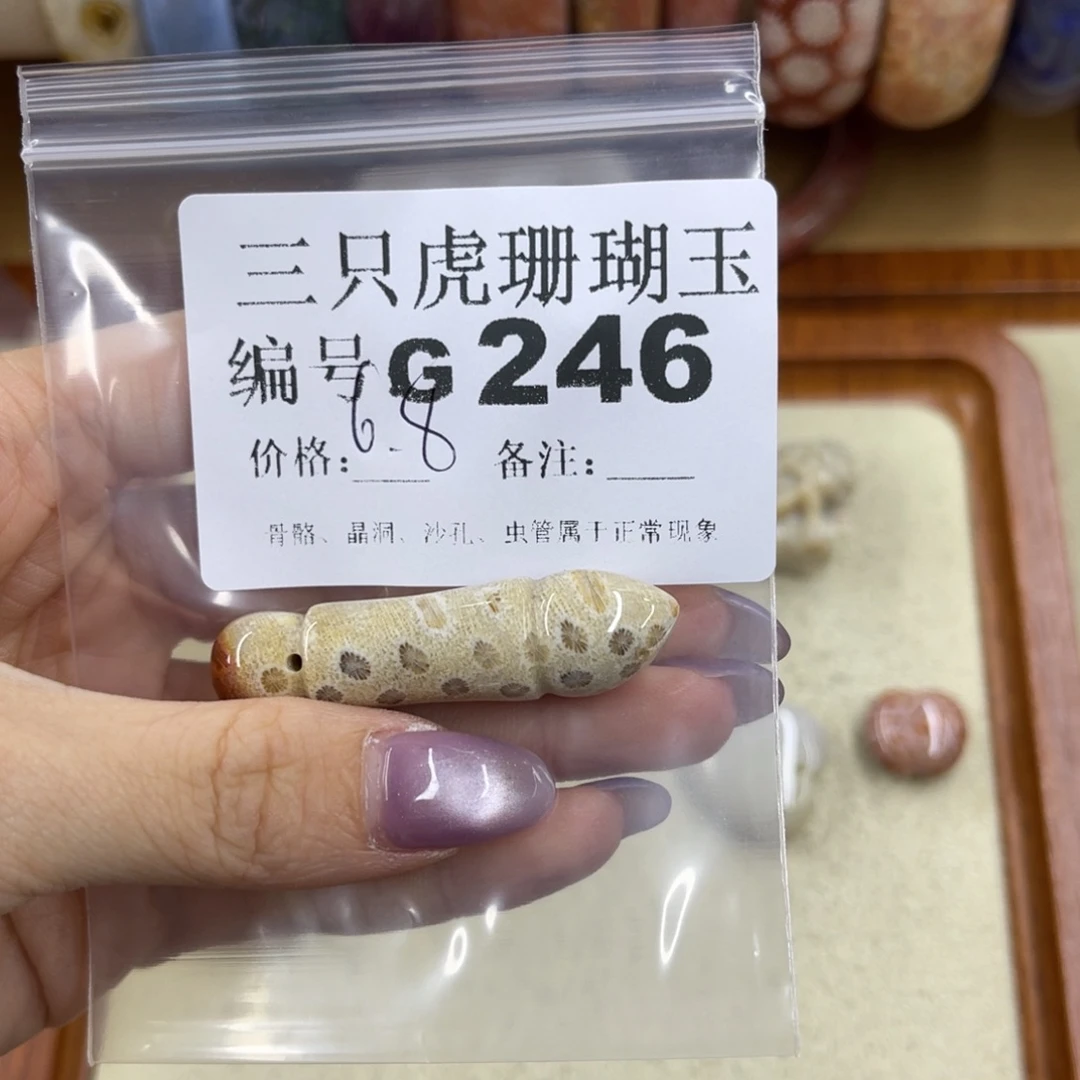 三只虎珊瑚玉
编号G246
价格：68 备注：____
骨骼、晶洞、沙孔、虫管属于正常现象